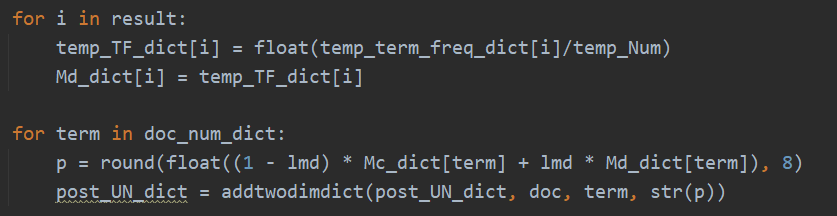 for i in result:
    temp_TF_dict[i] = float(temp_term_freq_dict[i]/temp_Num)
    Md_dict[i] = temp_TF_dict[i]
for term in doc_num_dict:
    p = round(float((1 - lmd) * Mc_dict[term] + lmd * Md_dict[term]), 8)
    post_UN_dict = addtwodimdict(post_UN_dict, doc, term, str(p))